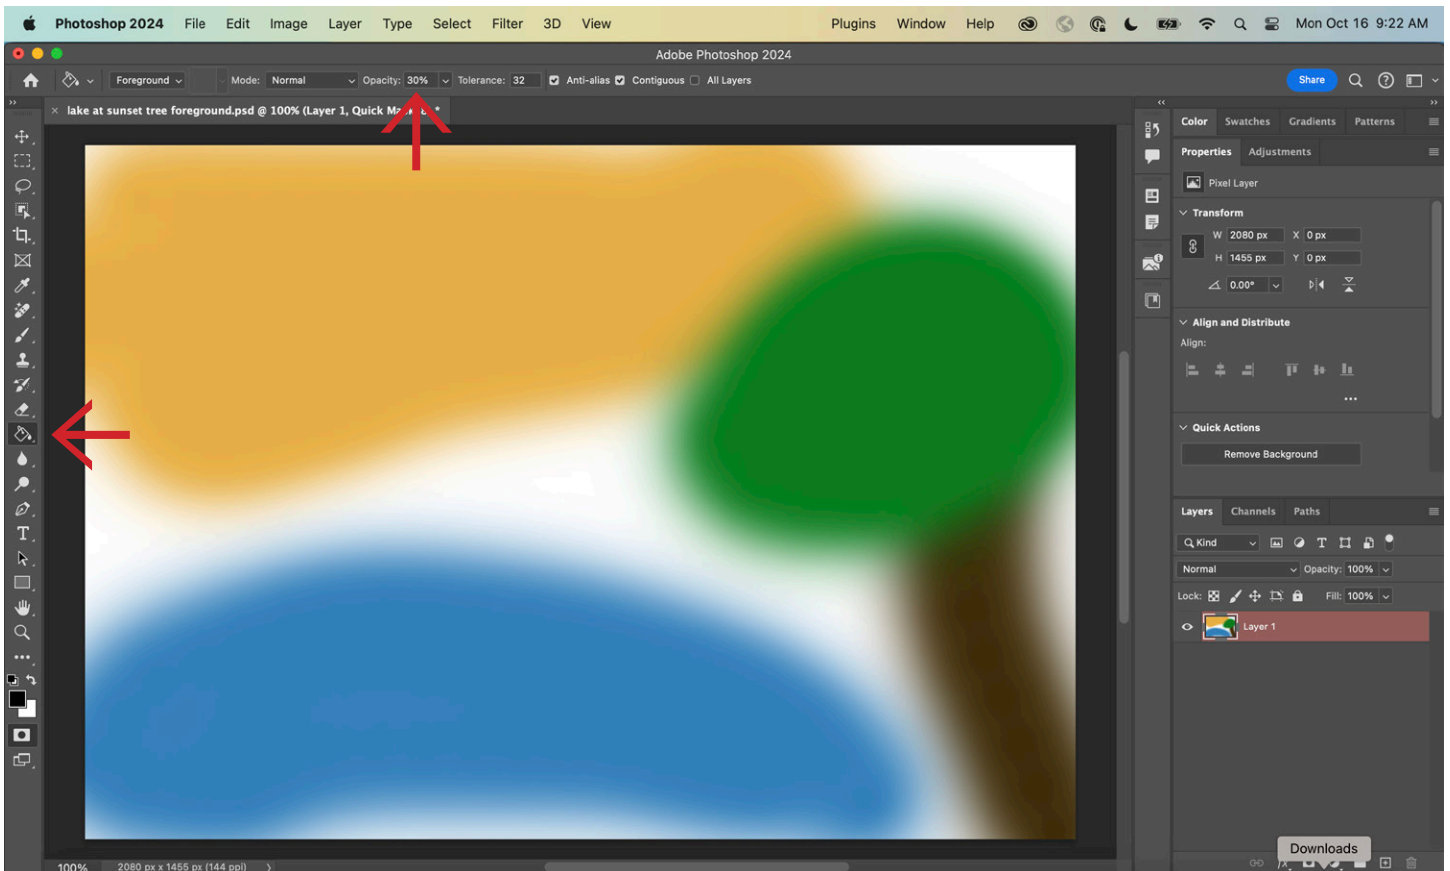 Photoshop 2024 File Edit Image Layer Type Select Filter 3D View Plugins Window Help Mon Oct 16 9:22 AM
Adobe Photoshop 2024
Foreground Mode: Normal Opacity: 30% Tolerance: 32 Anti-alias Contiguous All Layers Share
× lake at sunset tree foreground.psd @ 100% (Layer 1, Quick
Color Swatches Gradients Patterns
Properties Adjustments
Pixel Layer
Transform
W 2080 px X 0 px
H 1455 px Y 0 px
0.00°
Align and Distribute
Align:
Quick Actions
Remove Background
Layers Channels Paths
Kind
Normal Opacity: 100%
Lock: Fill: 100%
Layer 1
Downloads
100% 2080 px x 1455 px (144 ppi)